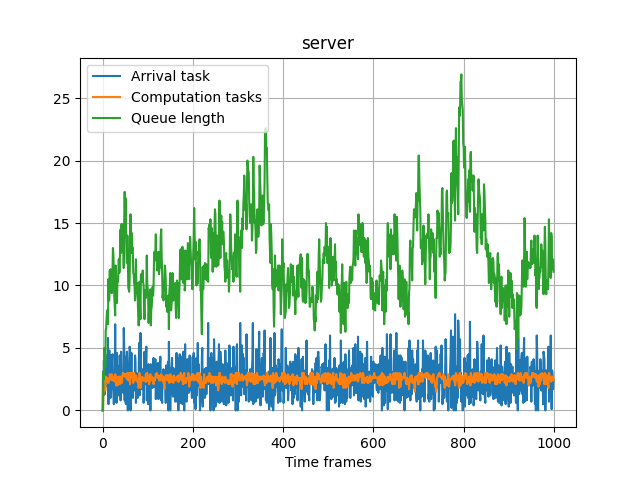 server
Arrival task
Computation tasks
Queue length
25
20
15
10
5
0
0 200 400 600 800 1000
Time frames